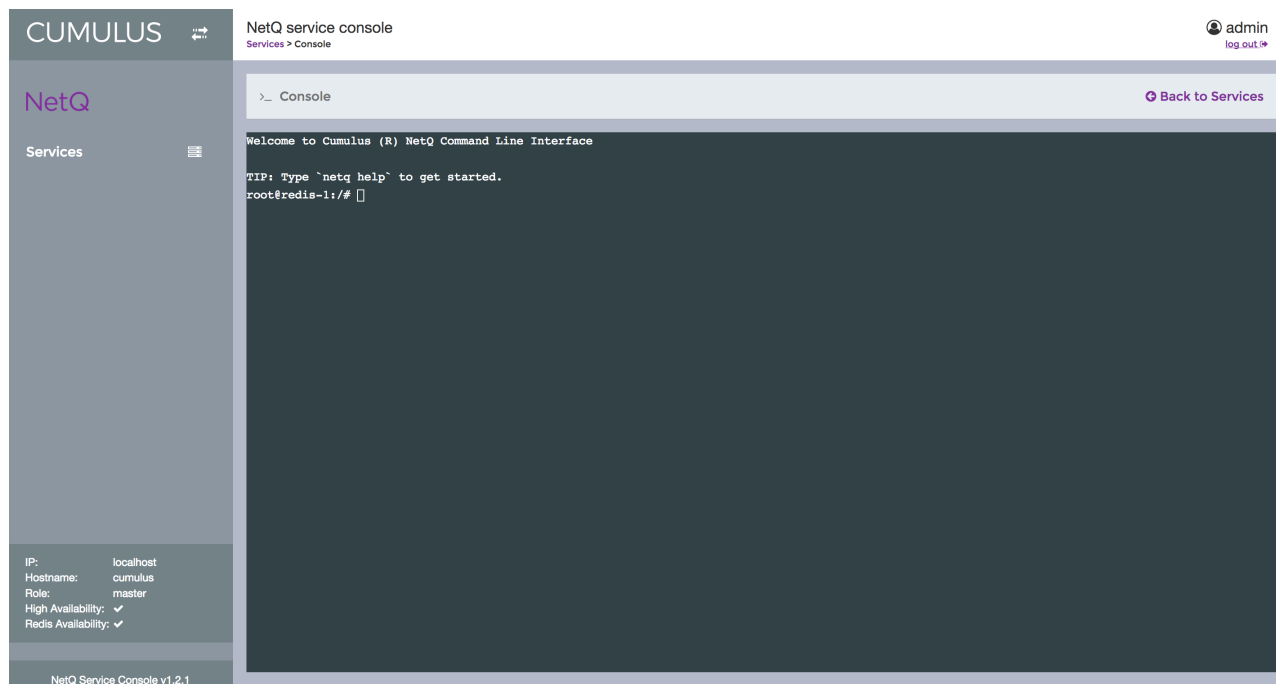 CUMULUS
NetQ service console
Services > Console
admin
log out
NetQ
Services
>_ Console
Back to Services
Welcome to Cumulus (R) NetQ Command Line Interface
TIP: Type `netq help` to get started.
root@redis-1:/#
IP: localhost
Hostname: cumulus
Role: master
High Availability: ✔
Redis Availability: ✔
NetQ Service Console v1.2.1